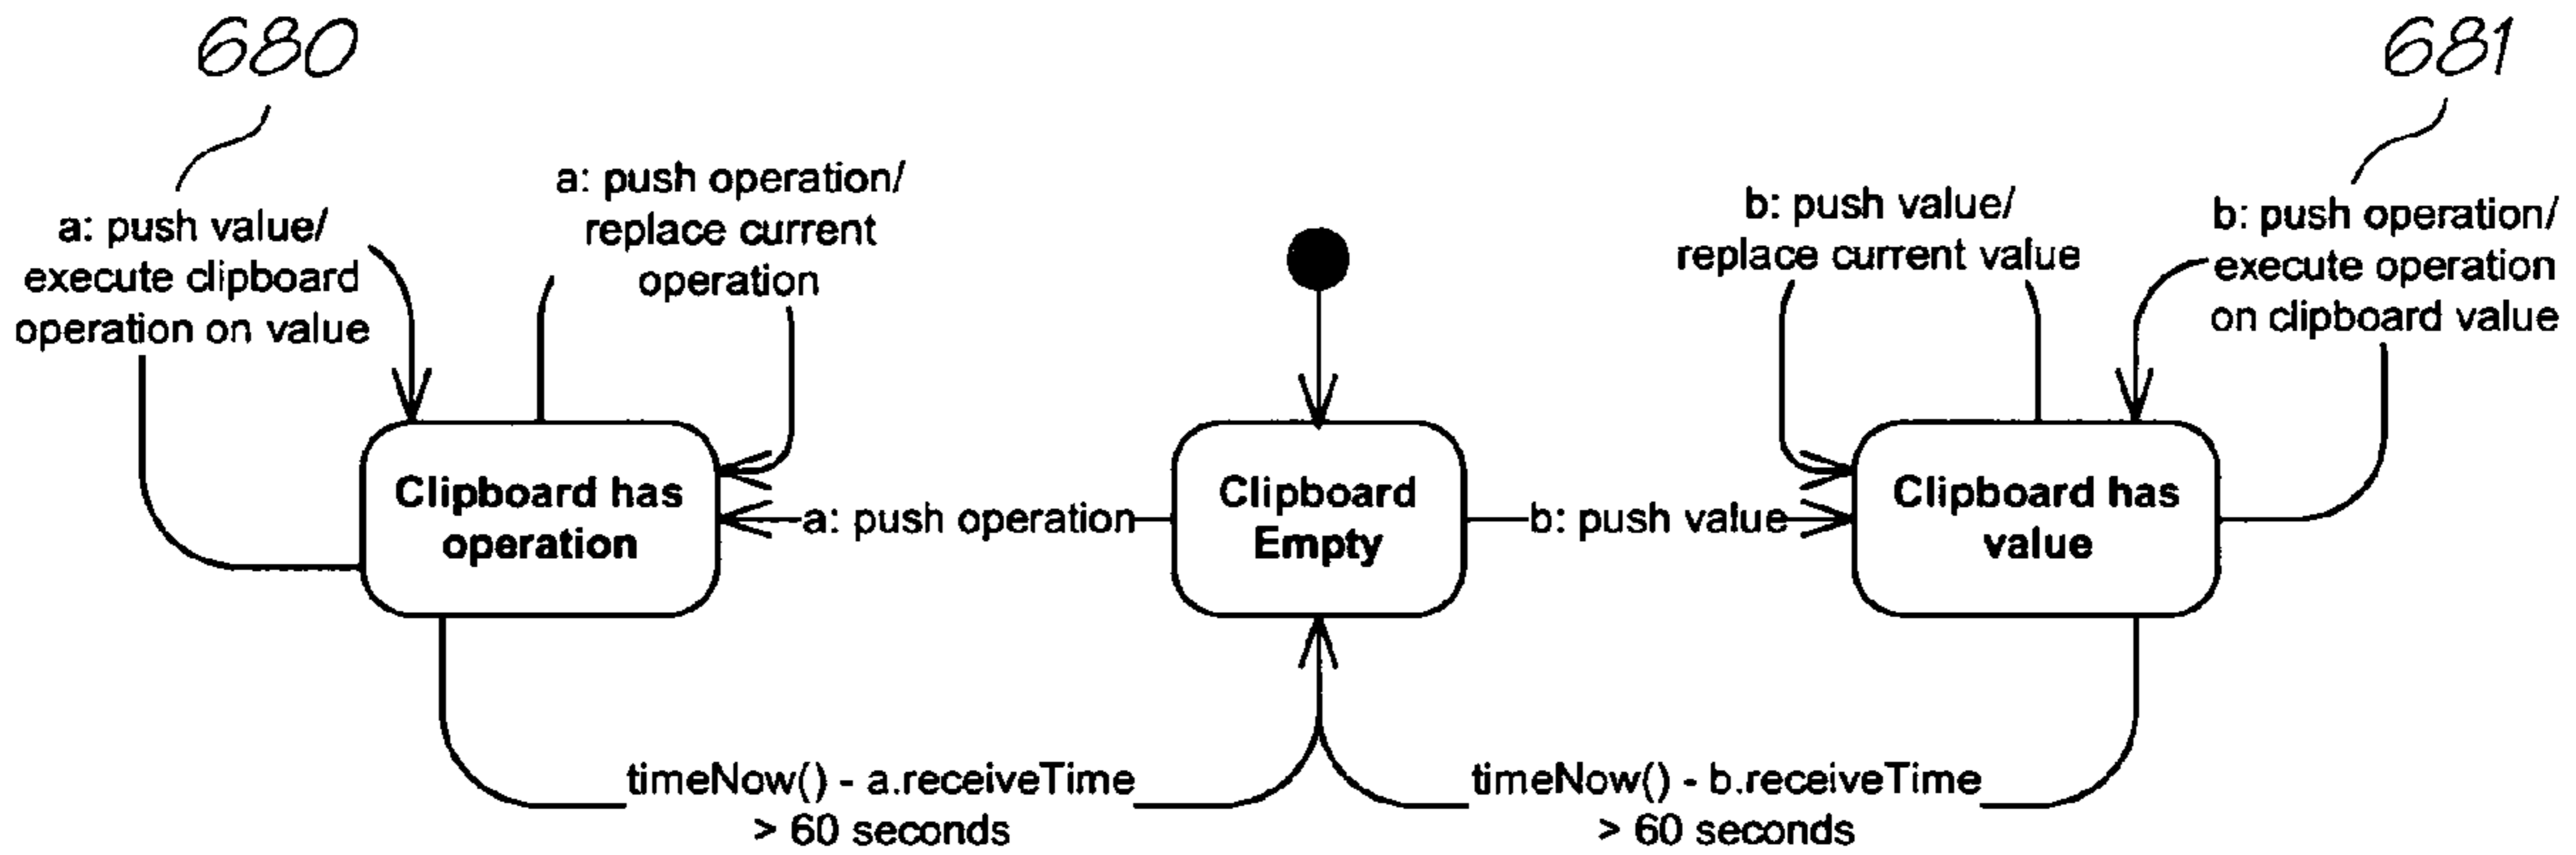 680
681
a: push value/
execute clipboard
operation on value
a: push operation/
replace current
operation
b: push value/
replace current value
b: push operation/
execute operation
on clipboard value
Clipboard has
operation
a: push operation
Clipboard
Empty
b: push value
Clipboard has
value
timeNow() - a.receiveTime
> 60 seconds
timeNow() - b.receiveTime
> 60 seconds